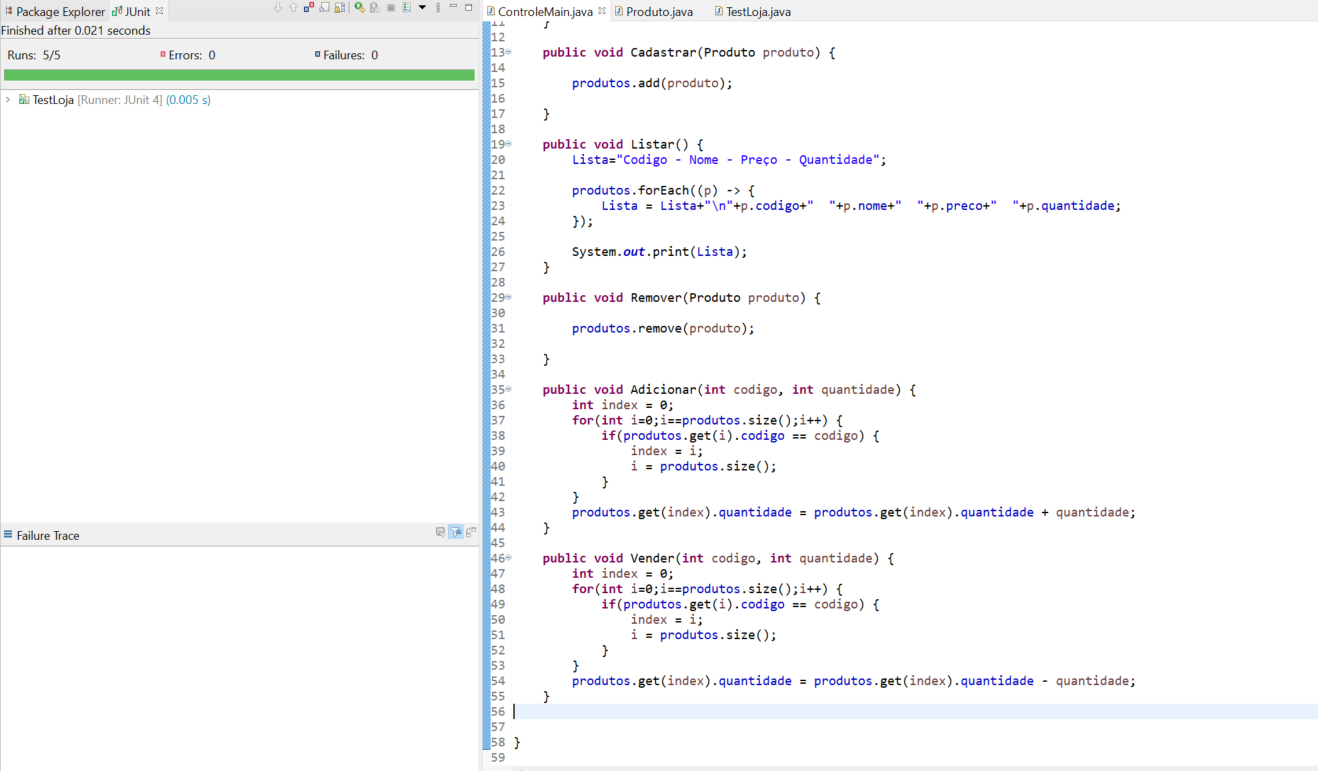 Package Explorer JUnit
Finished after 0.021 seconds
Runs: 5/5 Errors: 0 Failures: 0
TestLoja [Runner: JUnit 4] (0.005 s)
Failure Trace
ControleMain.java Produto.java TestLoja.java
11 }
12
13 public void Cadastrar(Produto produto) {
14
15 produtos.add(produto);
16
17 }
18
19 public void Listar() {
20 Lista="Codigo - Nome - Preço - Quantidade";
21
22 produtos.forEach((p) -> {
23 Lista = Lista+"\n"+p.codigo+"  "+p.nome+"  "+p.preco+"  "+p.quantidade;
24 });
25
26 System.out.print(Lista);
27 }
28
29 public void Remover(Produto produto) {
30
31 produtos.remove(produto);
32
33 }
34
35 public void Adicionar(int codigo, int quantidade) {
36 int index = 0;
37 for(int i=0;i==produtos.size();i++) {
38 if(produtos.get(i).codigo == codigo) {
39 index = i;
40 i = produtos.size();
41 }
42 }
43 produtos.get(index).quantidade = produtos.get(index).quantidade + quantidade;
44 }
45
46 public void Vender(int codigo, int quantidade) {
47 int index = 0;
48 for(int i=0;i==produtos.size();i++) {
49 if(produtos.get(i).codigo == codigo) {
50 index = i;
51 i = produtos.size();
52 }
53 }
54 produtos.get(index).quantidade = produtos.get(index).quantidade - quantidade;
55 }
56
57
58 }
59